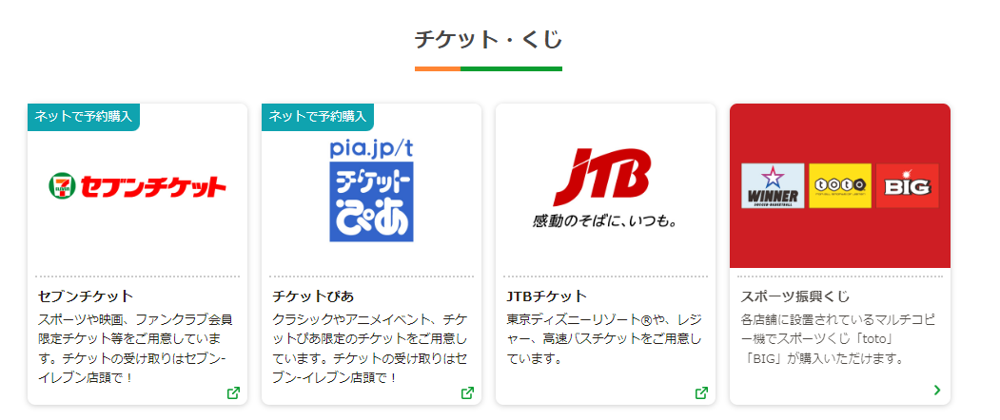 チケット・くじ
ネットで予約購入
7
ELEVEN
セブンチケット
セブンチケット
スポーツや映画、ファンクラブ会員
限定チケット等をご用意していま
す。チケットの受け取りはセブン-
イレブン店頭で！
ネットで予約購入
pia.jp/t
チケット
ぴあ
チケットぴあ
クラシックやアニメイベント、チケ
ットぴあ限定のチケットをご用意し
ています。チケットの受け取りはセ
ブン-イレブン店頭で！
JTB
感動のそばに、いつも。
JTBチケット
東京ディズニーリゾート®や、レジ
ャー、高速バスチケットをご用意し
ています。
WINNER
SOCCER・BASKETBALL
toto
BIG
スポーツ振興くじ
各店舗に設置されているマルチコピ
ー機でスポーツくじ「toto」
「BIG」が購入いただけます。